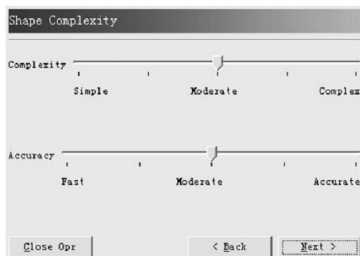 Shape Complexity
Complexity
Simple Moderate Complex
Accuracy
Fast Moderate Accurate
Close Opr < Back Next >